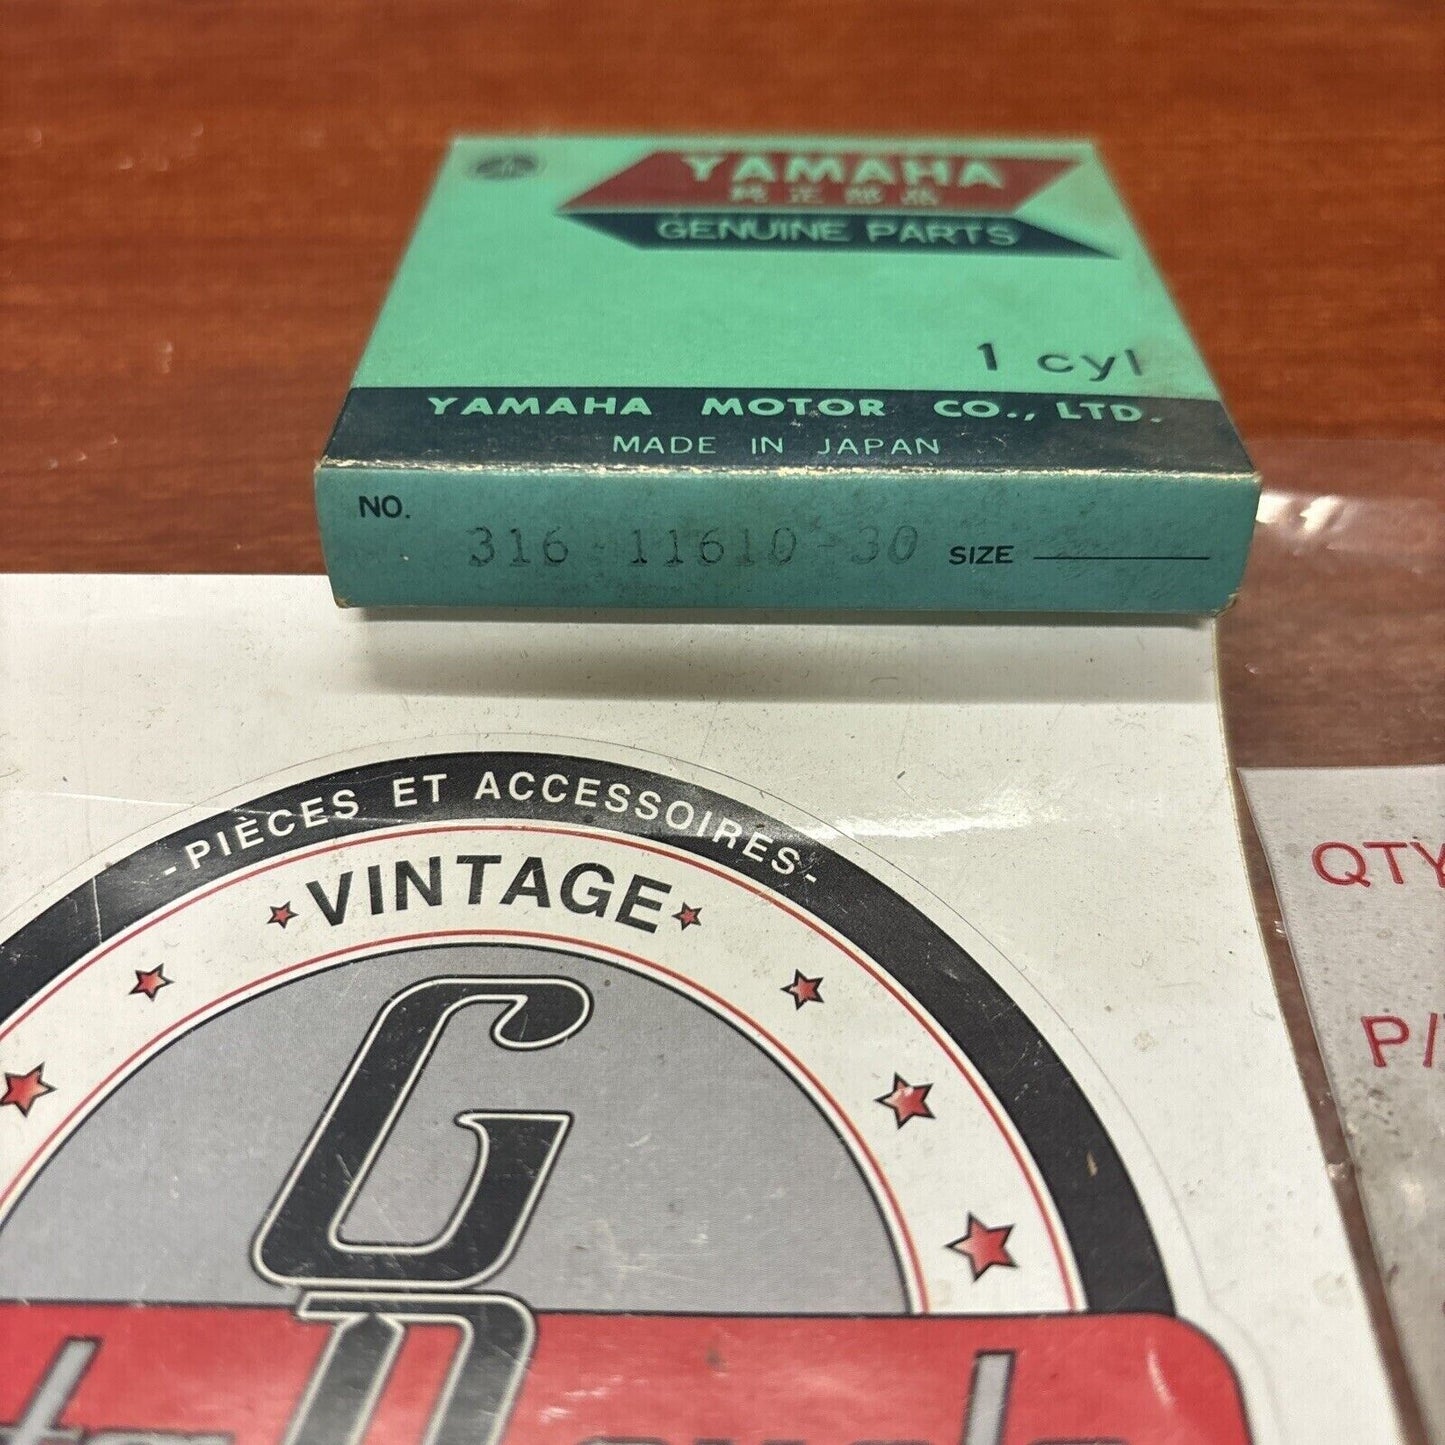 YAMAHA
純正部品
GENUINE PARTS
1 cyl
YAMAHA MOTOR CO., LTD.
MADE IN JAPAN
NO. 316-11610-30 SIZE
- PIÈCES ET ACCESSOIRES -
VINTAGE
G
QTY
P/